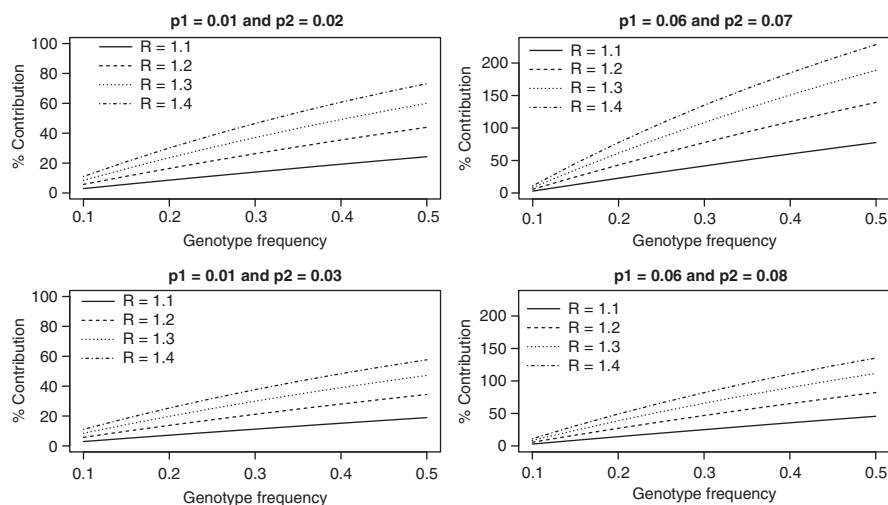 p1 = 0.01 and p2 = 0.02
% Contribution
100
80
60
40
20
0
R = 1.1
R = 1.2
R = 1.3
R = 1.4
0.1 0.2 0.3 0.4 0.5
Genotype frequency
p1 = 0.06 and p2 = 0.07
% Contribution
200
150
100
50
0
R = 1.1
R = 1.2
R = 1.3
R = 1.4
0.1 0.2 0.3 0.4 0.5
Genotype frequency
p1 = 0.01 and p2 = 0.03
% Contribution
100
80
60
40
20
0
R = 1.1
R = 1.2
R = 1.3
R = 1.4
0.1 0.2 0.3 0.4 0.5
Genotype frequency
p1 = 0.06 and p2 = 0.08
% Contribution
200
150
100
50
0
R = 1.1
R = 1.2
R = 1.3
R = 1.4
0.1 0.2 0.3 0.4 0.5
Genotype frequency